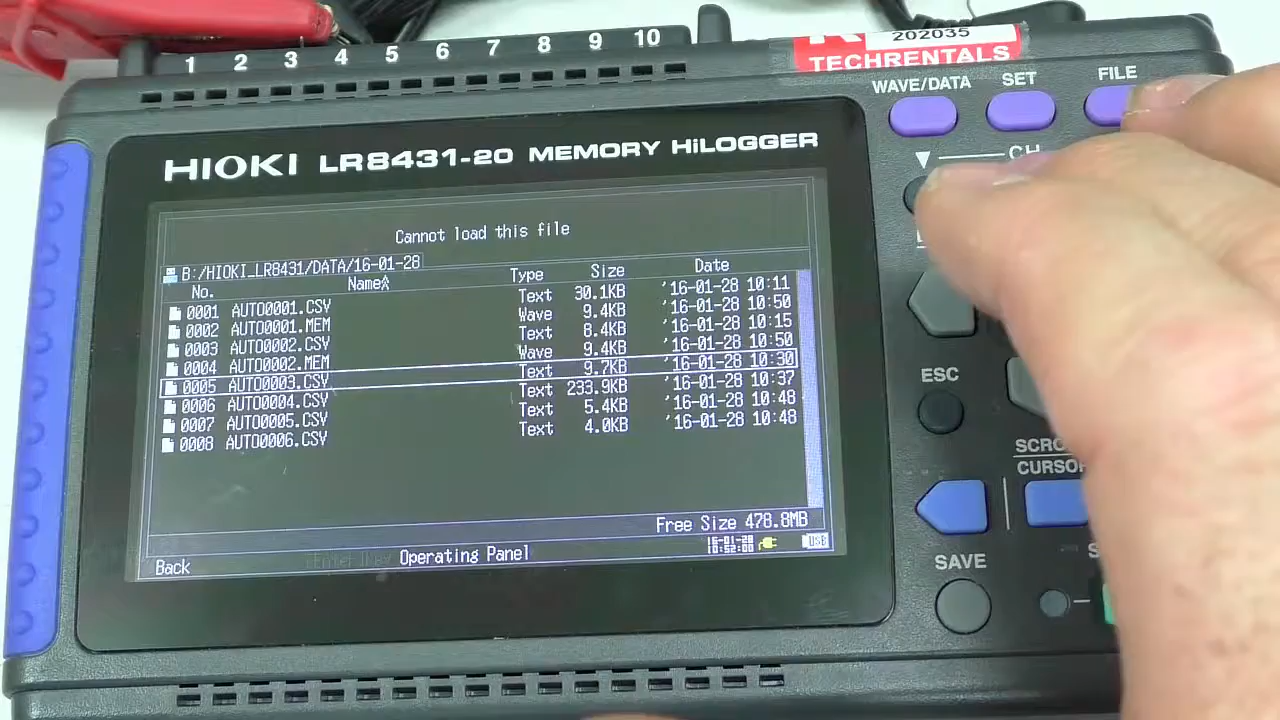 1 2 3 4 5 6 7 8 9 10
202035
TECHRENTALS
WAVE/DATA SET FILE
CH
HIOKI LR8431-20 MEMORY HiLOGGER
Cannot load this file
B:/HIOKI_LR8431/DATA/16-01-28
No. Name Type Size Date
0001 AUTO0001.CSV Text 30.1KB '16-01-28 10:11
0002 AUTO0001.MEM Wave 9.4KB '16-01-28 10:50
0003 AUTO0002.CSV Text 8.4KB '16-01-28 10:15
0004 AUTO0002.MEM Wave 9.4KB '16-01-28 10:50
0005 AUTO0003.CSV Text 9.7KB '16-01-28 10:30
0006 AUTO0004.CSV Text 233.9KB '16-01-28 10:37
0007 AUTO0005.CSV Text 5.4KB '16-01-28 10:48
0008 AUTO0006.CSV Text 4.0KB '16-01-28 10:48
Free Size 478.8MB
Back Operating Panel
USB
ESC
SCRO
CURSO
SAVE
S